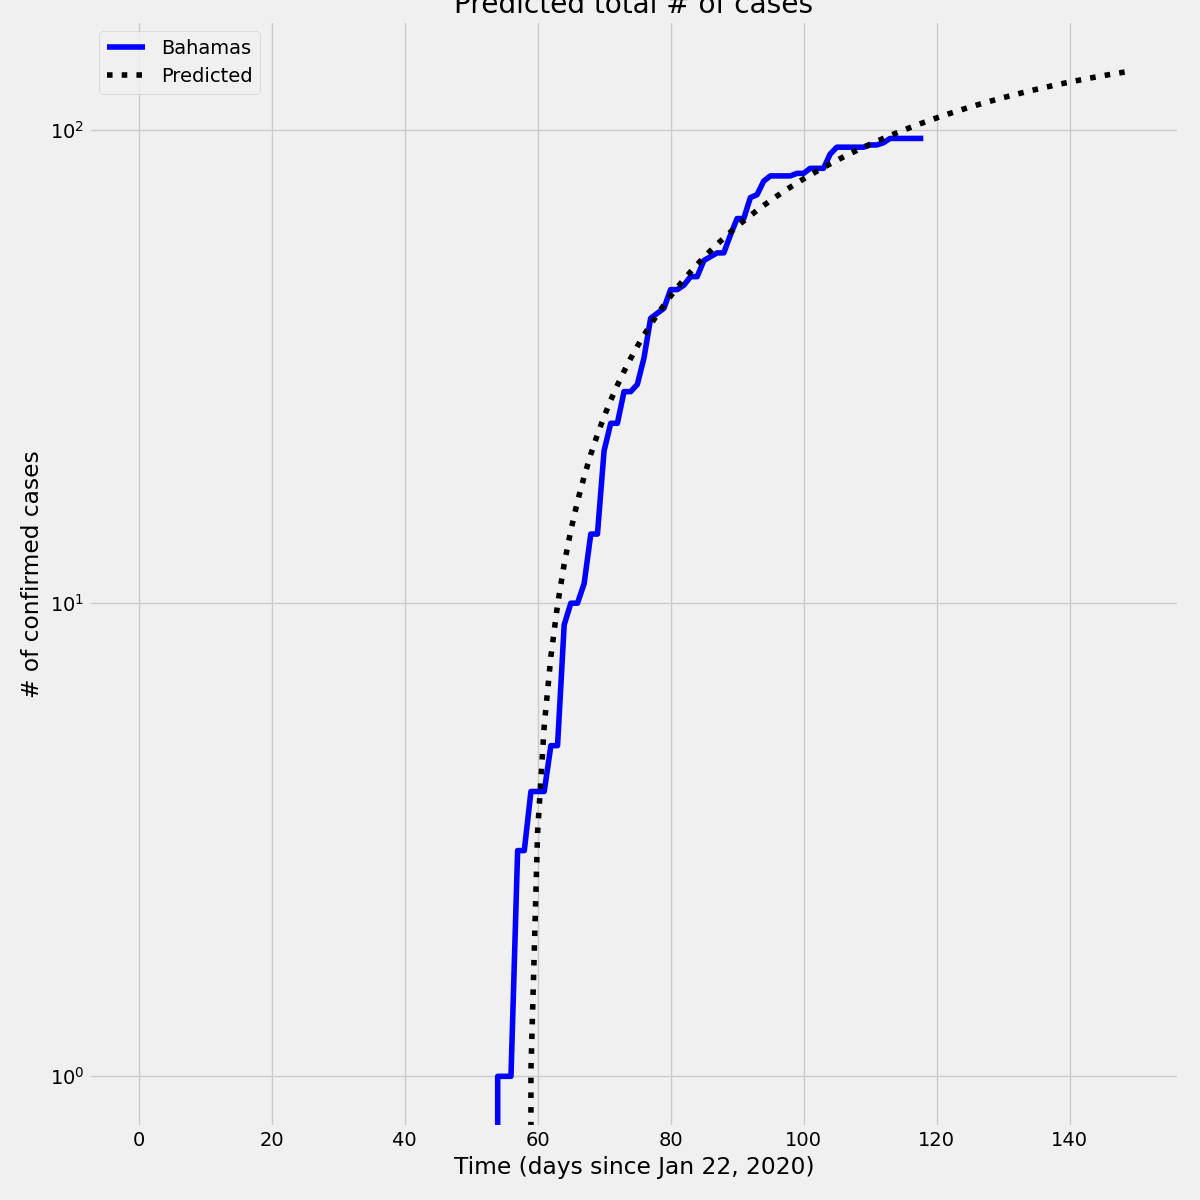 Predicted total # of cases
Bahamas
Predicted
10²
10¹
10⁰
# of confirmed cases
0 20 40 60 80 100 120 140
Time (days since Jan 22, 2020)